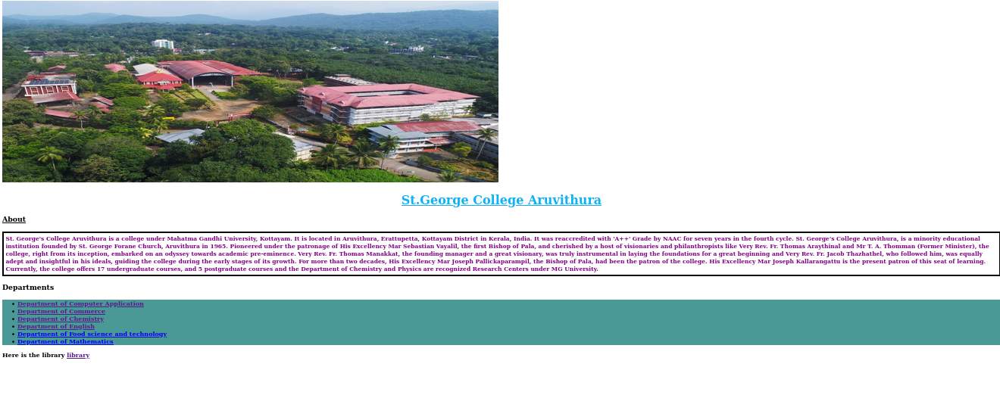 St.George College Aruvithura
About
St. George's College Aruvithura is a college under Mahatma Gandhi University, Kottayam. It is located in Aruvithura, Erattupetta, Kottayam District in Kerala, India. It was reaccredited with 'A++' Grade by NAAC for seven years in the fourth cycle. St. George’s College Aruvithura, is a minority educational
institution founded by St. George Forane Church, Aruvithura in 1965. Pioneered under the patronage of His Excellency Mar Sebastian Vayalil, the first Bishop of Pala, and cherished by a host of visionaries and philanthropists like Very Rev. Fr. Thomas Araythinal and Mr T. A. Thomman (Former Minister), the
college, right from its inception, embarked on an odyssey towards academic pre-eminence. Very Rev. Fr. Thomas Manakkat, the founding manager and a great visionary, was truly instrumental in laying the foundations for a great beginning and Very Rev. Fr. Jacob Thazhathel, who followed him, was equally
adept and insightful in his ideals, guiding the college during the early stages of its growth. For more than two decades, His Excellency Mar Joseph Pallickaparampil, the Bishop of Pala, had been the patron of the college. His Excellency Mar Joseph Kallarangattu is the present patron of this seat of learning.
Currently, the college offers 17 undergraduate courses, and 5 postgraduate courses and the Department of Chemistry and Physics are recognized Research Centers under MG University.
Departments
• Department of Computer Application
• Department of Commerce
• Department of Chemistry
• Department of English
• Department of Food science and technology
• Department of Mathematics
Here is the library library